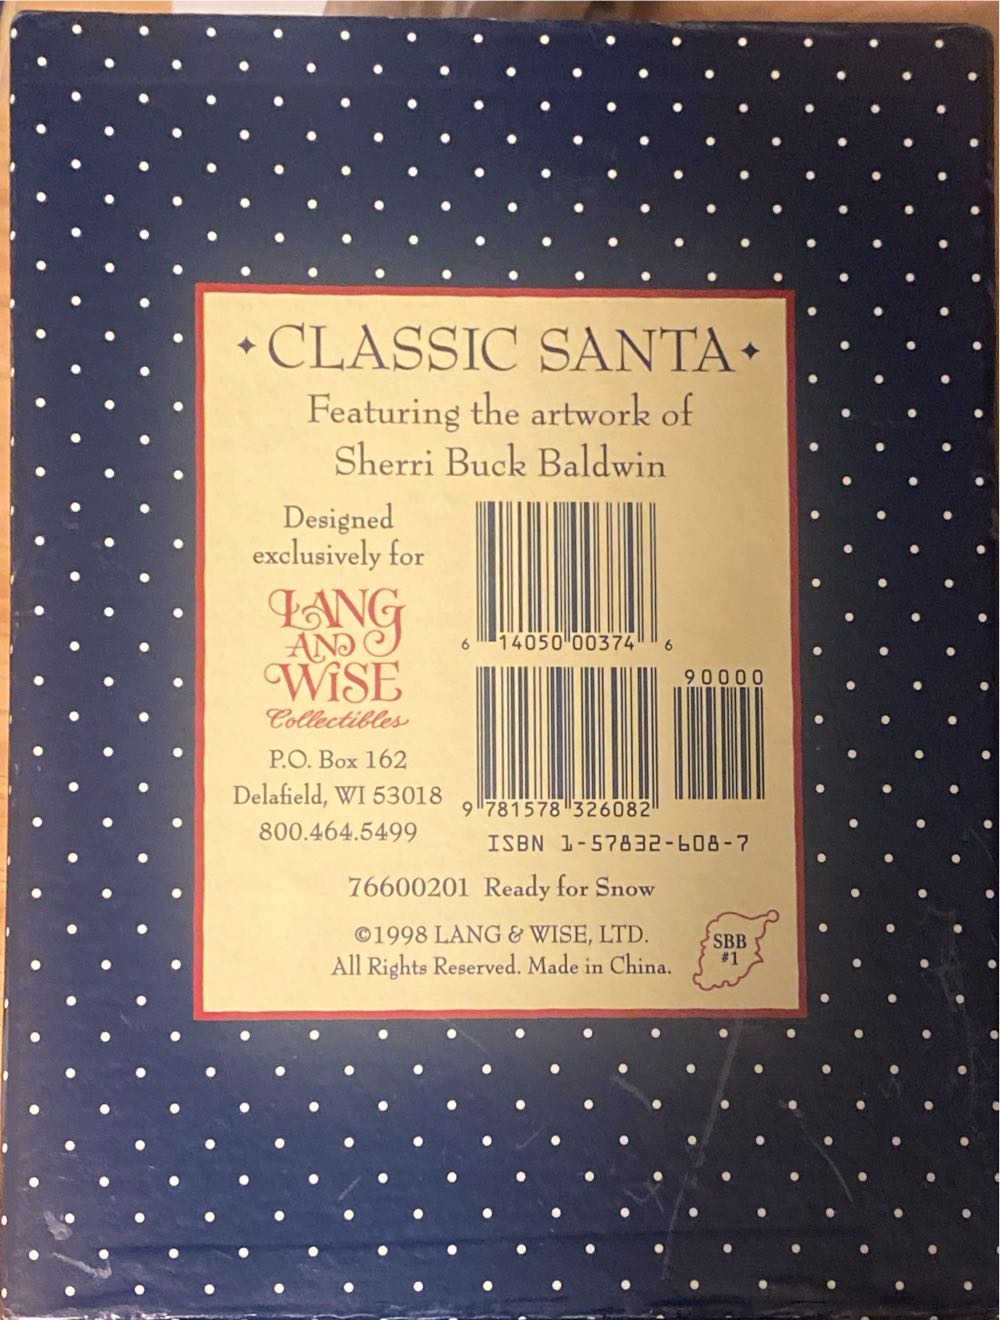 CLASSIC SANTA
Featuring the artwork of
Sherri Buck Baldwin
Designed
exclusively for
LANG
AND
WISE
Collectibles
P.O. Box 162
Delafield, WI 53018
800.464.5499
6 14050 00374 6
90000
9 781578 326082
ISBN 1-57832-608-7
76600201 Ready for Snow
©1998 LANG & WISE, LTD.
All Rights Reserved. Made in China.
SBB
#1